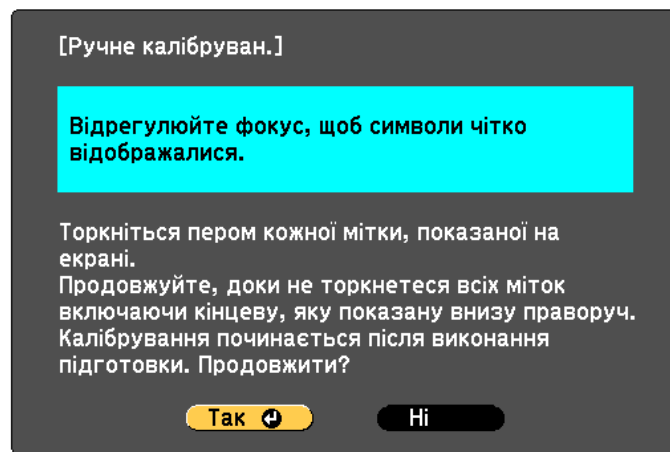 [Ручне калібруван.]
Відрегулюйте фокус, щоб символи чітко
відображалися.
Торкніться пером кожної мітки, показаної на
екрані.
Продовжуйте, доки не торкнетеся всіх міток
включаючи кінцеву, яку показану внизу праворуч.
Калібрування починається після виконання
підготовки. Продовжити?
Так Ні